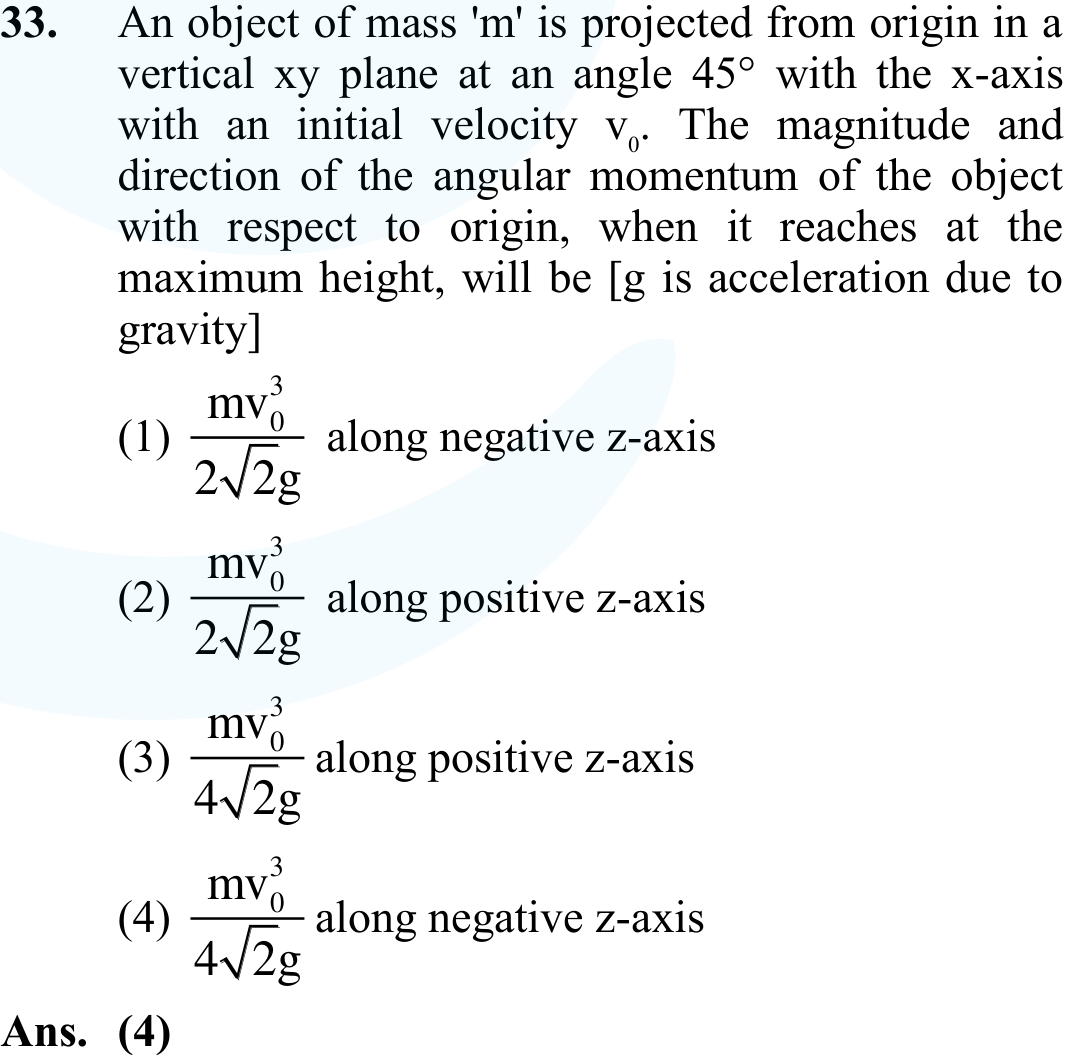 33. An object of mass 'm' is projected from origin in a
vertical xy plane at an angle 45° with the x-axis
with an initial velocity v₀. The magnitude and
direction of the angular momentum of the object
with respect to origin, when it reaches at the
maximum height, will be [g is acceleration due to
gravity]
(1) $\frac{mv_0^3}{2\sqrt{2}g}$ along negative z-axis
(2) $\frac{mv_0^3}{2\sqrt{2}g}$ along positive z-axis
(3) $\frac{mv_0^3}{4\sqrt{2}g}$ along positive z-axis
(4) $\frac{mv_0^3}{4\sqrt{2}g}$ along negative z-axis
Ans. (4)